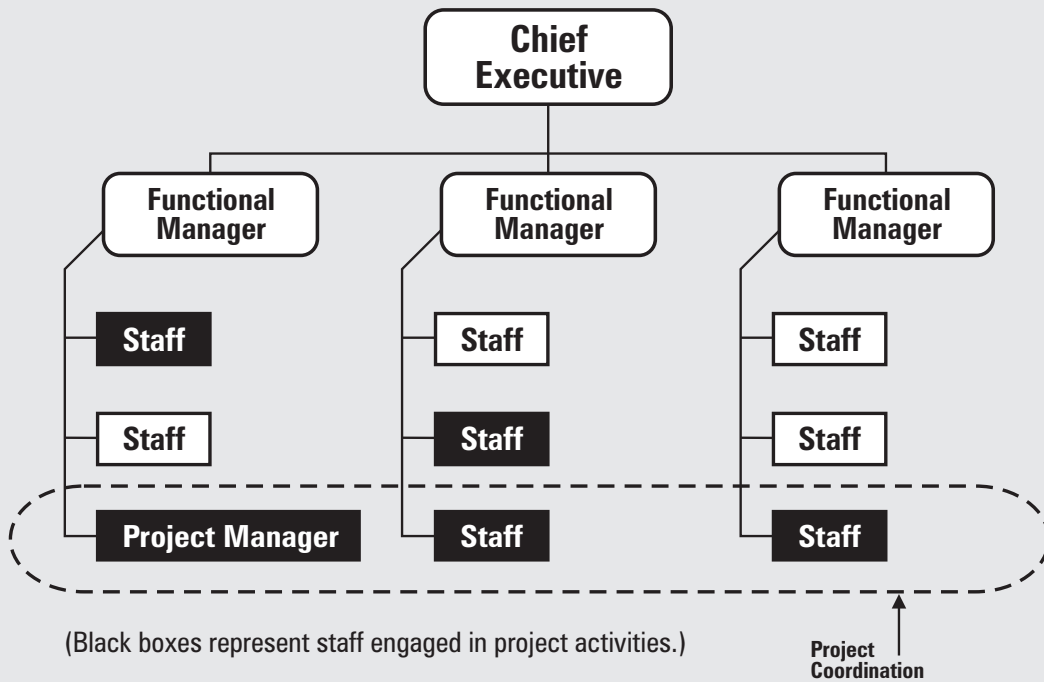 Chief
Executive
Functional
Manager
Functional
Manager
Functional
Manager
Staff
Staff
Staff
Staff
Staff
Staff
Project Manager
Staff
Staff
(Black boxes represent staff engaged in project activities.)
Project
Coordination